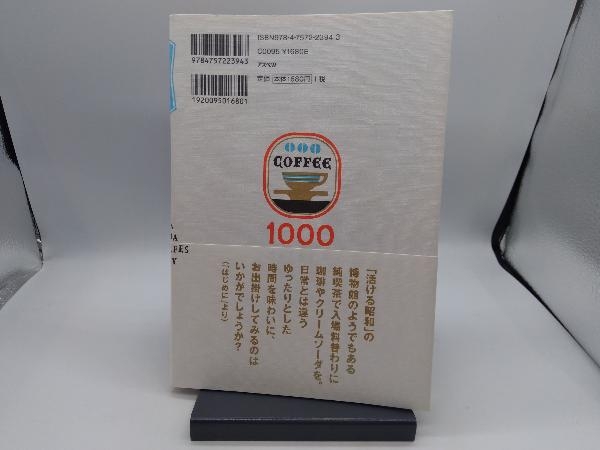 ISBN978-4-7572-2394-3
C0095 ¥1680E
アスペクト
定価 本体1680円 +税
9784757223943
1920095016801
COFFEE
1000
「活ける昭和」の
博物館のようでもある
純喫茶で入場料替わりに
珈琲やクリームソーダを。
日常とは違う
ゆったりとした
時間を味わいに、
お出掛けしてみるのは
いかがでしょうか？
（「はじめに」より）